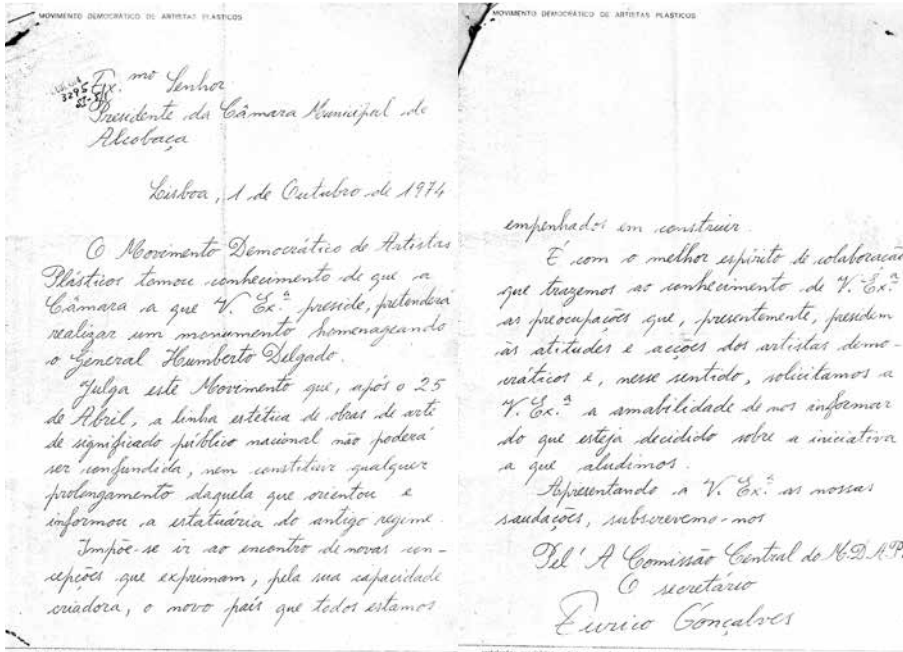 MOVIMENTO DEMOCRÁTICO DE ARTISTAS PLÁSTICOS
3295
Ex.mo Senhor
Presidente da Câmara Municipal de
Alcobaça
Lisboa, 1 de Outubro de 1974
O Movimento Democrático de Artistas
Plásticos tomou conhecimento de que a
Câmara a que V. Ex.ª preside, pretenderá
realizar um monumento homenageando
o General Humberto Delgado.
Julga este Movimento que, após o 25
de Abril, a linha estética de obras de arte
de significado público nacional não poderá
ser confundida, nem constituir qualquer
prolongamento daquela que orientou e
informou a estatuária do antigo regime.
Impõe-se ir ao encontro de novas con-
cepções que exprimam, pela sua capacidade
criadora, o novo país que todos estamos
MOVIMENTO DEMOCRÁTICO DE ARTISTAS PLÁSTICOS
empenhados em construir.
É com o melhor espírito de colaboração
que trazemos ao conhecimento de V. Ex.ª
as preocupações que, presentemente, presidem
às atitudes e acções dos artistas demo-
cráticos e, nesse sentido, solicitamos a
V. Ex.ª a amabilidade de nos informar
do que esteja decidido sobre a iniciativa
a que aludimos.
Apresentando a V. Ex.ª as nossas
saudações, subscrevemo-nos
Pel' A Comissão Central do M.D.A.P.
O secretário
Eurico Gonçalves